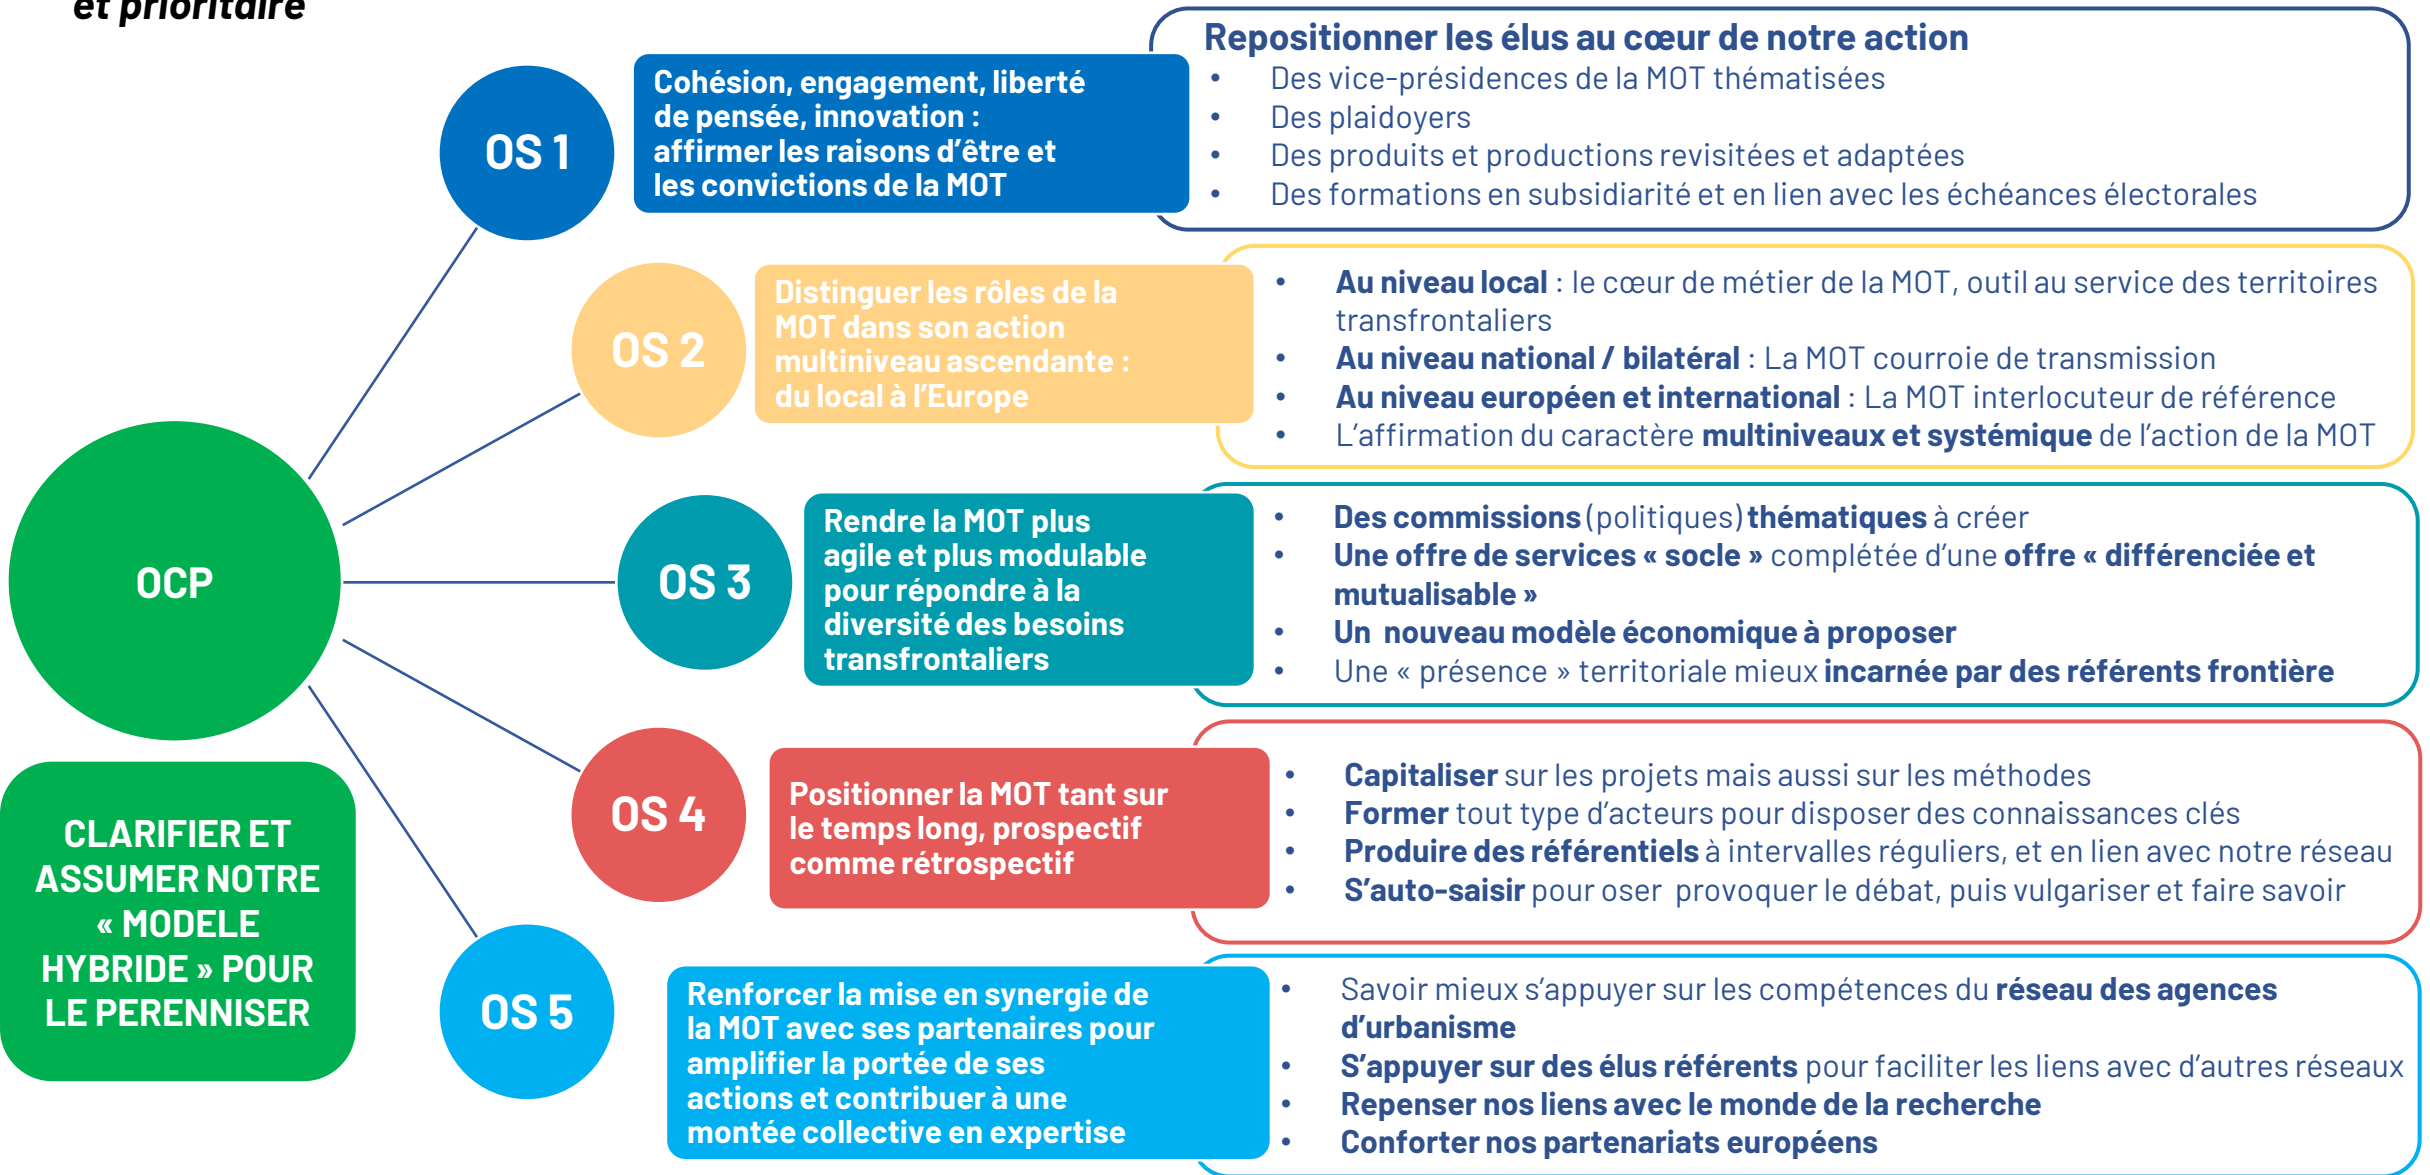 et prioritaire
OCP
CLARIFIER ET
ASSUMER NOTRE
« MODELE
HYBRIDE » POUR
LE PERENNISER
OS 1
Cohésion, engagement, liberté
de pensée, innovation :
affirmer les raisons d’être et
les convictions de la MOT
Repositionner les élus au cœur de notre action
• Des vice-présidences de la MOT thématisées
• Des plaidoyers
• Des produits et productions revisitées et adaptées
• Des formations en subsidiarité et en lien avec les échéances électorales
OS 2
Distinguer les rôles de la
MOT dans son action
multiniveau ascendante :
du local à l’Europe
• Au niveau local : le cœur de métier de la MOT, outil au service des territoires
transfrontaliers
• Au niveau national / bilatéral : La MOT courroie de transmission
• Au niveau européen et international : La MOT interlocuteur de référence
• L’affirmation du caractère multiniveaux et systémique de l’action de la MOT
OS 3
Rendre la MOT plus
agile et plus modulable
pour répondre à la
diversité des besoins
transfrontaliers
• Des commissions (politiques) thématiques à créer
• Une offre de services « socle » complétée d’une offre « différenciée et
mutualisable »
• Un nouveau modèle économique à proposer
• Une « présence » territoriale mieux incarnée par des référents frontière
OS 4
Positionner la MOT tant sur
le temps long, prospectif
comme rétrospectif
• Capitaliser sur les projets mais aussi sur les méthodes
• Former tout type d’acteurs pour disposer des connaissances clés
• Produire des référentiels à intervalles réguliers, et en lien avec notre réseau
• S’auto-saisir pour oser provoquer le débat, puis vulgariser et faire savoir
OS 5
Renforcer la mise en synergie de
la MOT avec ses partenaires pour
amplifier la portée de ses
actions et contribuer à une
montée collective en expertise
• Savoir mieux s’appuyer sur les compétences du réseau des agences
d’urbanisme
• S’appuyer sur des élus référents pour faciliter les liens avec d’autres réseaux
• Repenser nos liens avec le monde de la recherche
• Conforter nos partenariats européens